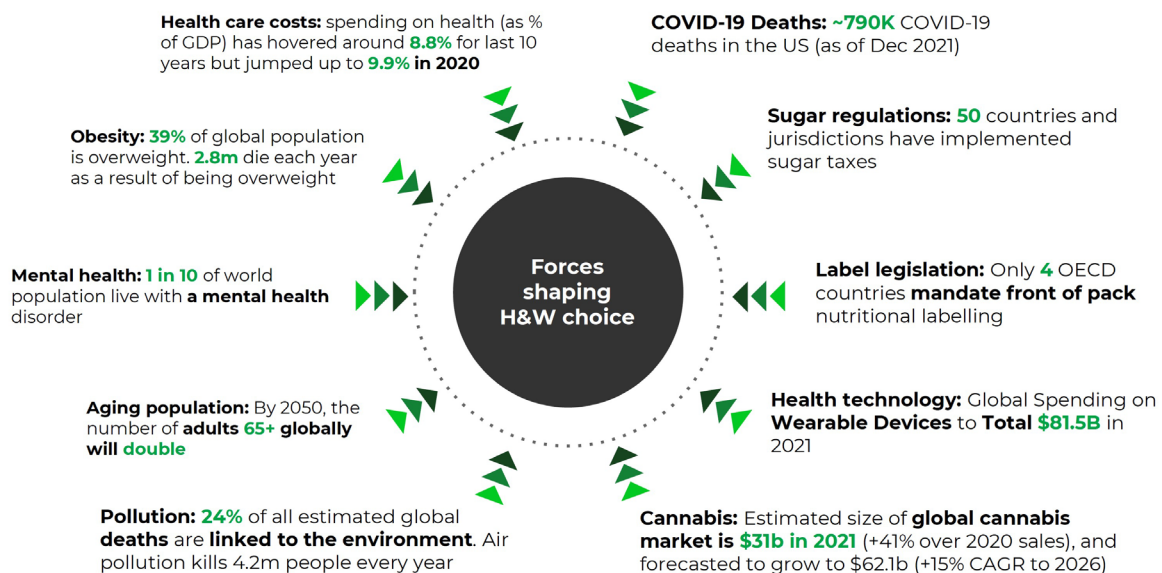 Health care costs: spending on health (as %
of GDP) has hovered around 8.8% for last 10
years but jumped up to 9.9% in 2020
COVID-19 Deaths: ~790K COVID-19
deaths in the US (as of Dec 2021)
Obesity: 39% of global population
is overweight. 2.8m die each year
as a result of being overweight
Sugar regulations: 50 countries and
jurisdictions have implemented
sugar taxes
Mental health: 1 in 10 of world
population live with a mental health
disorder
Forces
shaping
H&W choice
Label legislation: Only 4 OECD
countries mandate front of pack
nutritional labelling
Aging population: By 2050, the
number of adults 65+ globally
will double
Health technology: Global Spending on
Wearable Devices to Total $81.5B in
2021
Pollution: 24% of all estimated global
deaths are linked to the environment. Air
pollution kills 4.2m people every year
Cannabis: Estimated size of global cannabis
market is $31b in 2021 (+41% over 2020 sales), and
forecasted to grow to $62.1b (+15% CAGR to 2026)